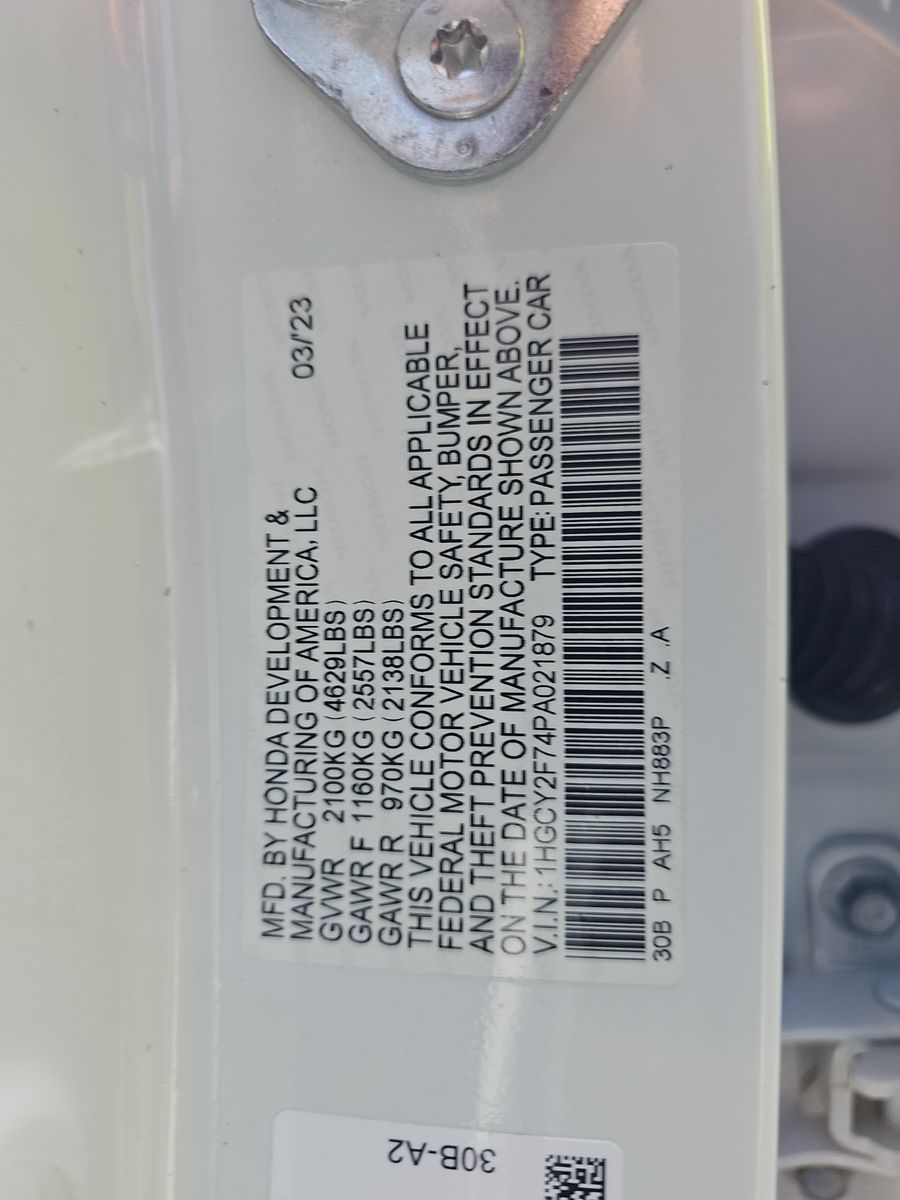 MFD. BY HONDA DEVELOPMENT &
MANUFACTURING OF AMERICA, LLC 03/'23
GVWR 2100KG (4629LBS)
GAWR F 1160KG (2557LBS)
GAWR R 970KG (2138LBS)
THIS VEHICLE CONFORMS TO ALL APPLICABLE
FEDERAL MOTOR VEHICLE SAFETY, BUMPER,
AND THEFT PREVENTION STANDARDS IN EFFECT
ON THE DATE OF MANUFACTURE SHOWN ABOVE.
V.I.N.: 1HGCY2F74PA021879 TYPE: PASSENGER CAR
30B P AH5 NH883P .Z .A
30B-A2